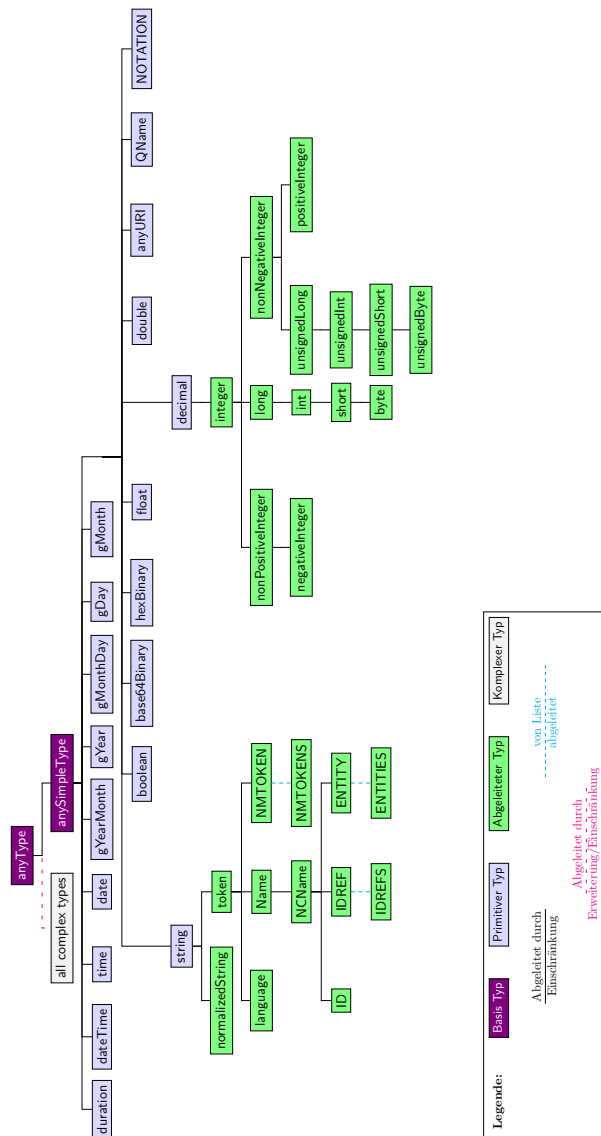 anyType
all complex types
anySimpleType
duration
dateTime
time
date
gYearMonth
gYear
gMonthDay
gDay
gMonth
boolean
base64Binary
hexBinary
float
double
anyURI
QName
NOTATION
string
decimal
normalizedString
token
integer
language
Name
NMTOKEN
nonPositiveInteger
long
nonNegativeInteger
NCName
NMTOKENS
negativeInteger
int
unsignedLong
positiveInteger
ID
IDREF
ENTITY
short
unsignedInt
IDREFS
ENTITIES
byte
unsignedShort
unsignedByte
Legende:
Basis Typ
Primitiver Typ
Abgeleiteter Typ
Komplexer Typ
Abgeleitet durch
Einschränkung
von Liste
abgeleitet
Abgeleitet durch
Erweiterung/Einschränkung